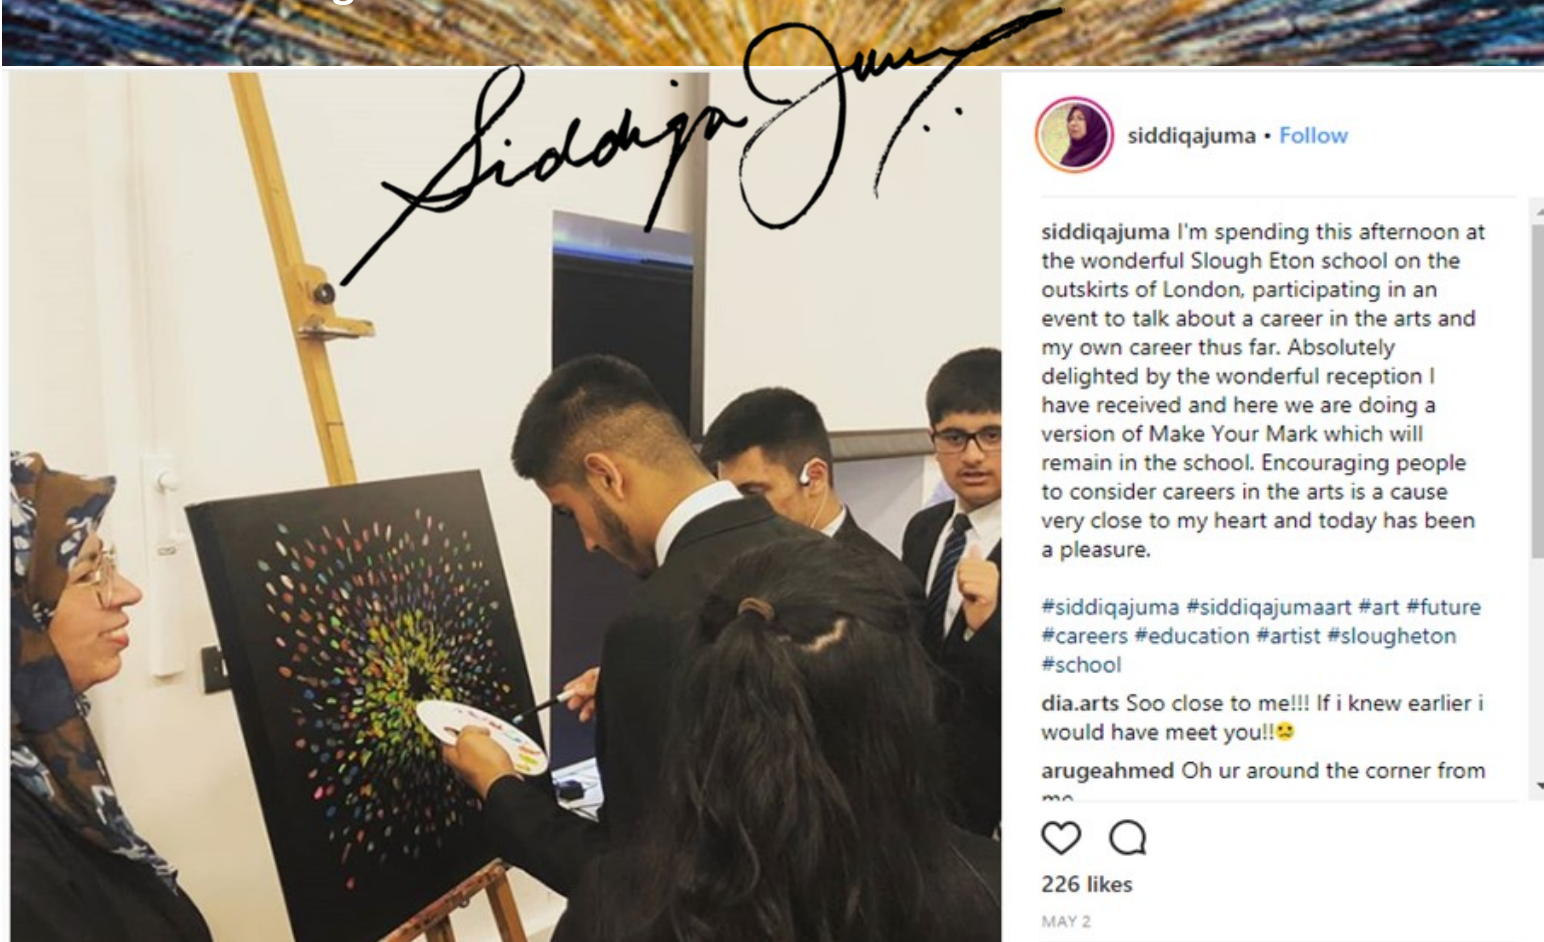 Siddiqa Juma
siddiqajuma • Follow
siddiqajuma I'm spending this afternoon at
the wonderful Slough Eton school on the
outskirts of London, participating in an
event to talk about a career in the arts and
my own career thus far. Absolutely
delighted by the wonderful reception I
have received and here we are doing a
version of Make Your Mark which will
remain in the school. Encouraging people
to consider careers in the arts is a cause
very close to my heart and today has been
a pleasure.
#siddiqajuma #siddiqajumaart #art #future
#careers #education #artist #slougheton
#school
dia.arts Soo close to me!!! If i knew earlier i
would have meet you!!😟
arugeahmed Oh ur around the corner from
me
226 likes
MAY 2